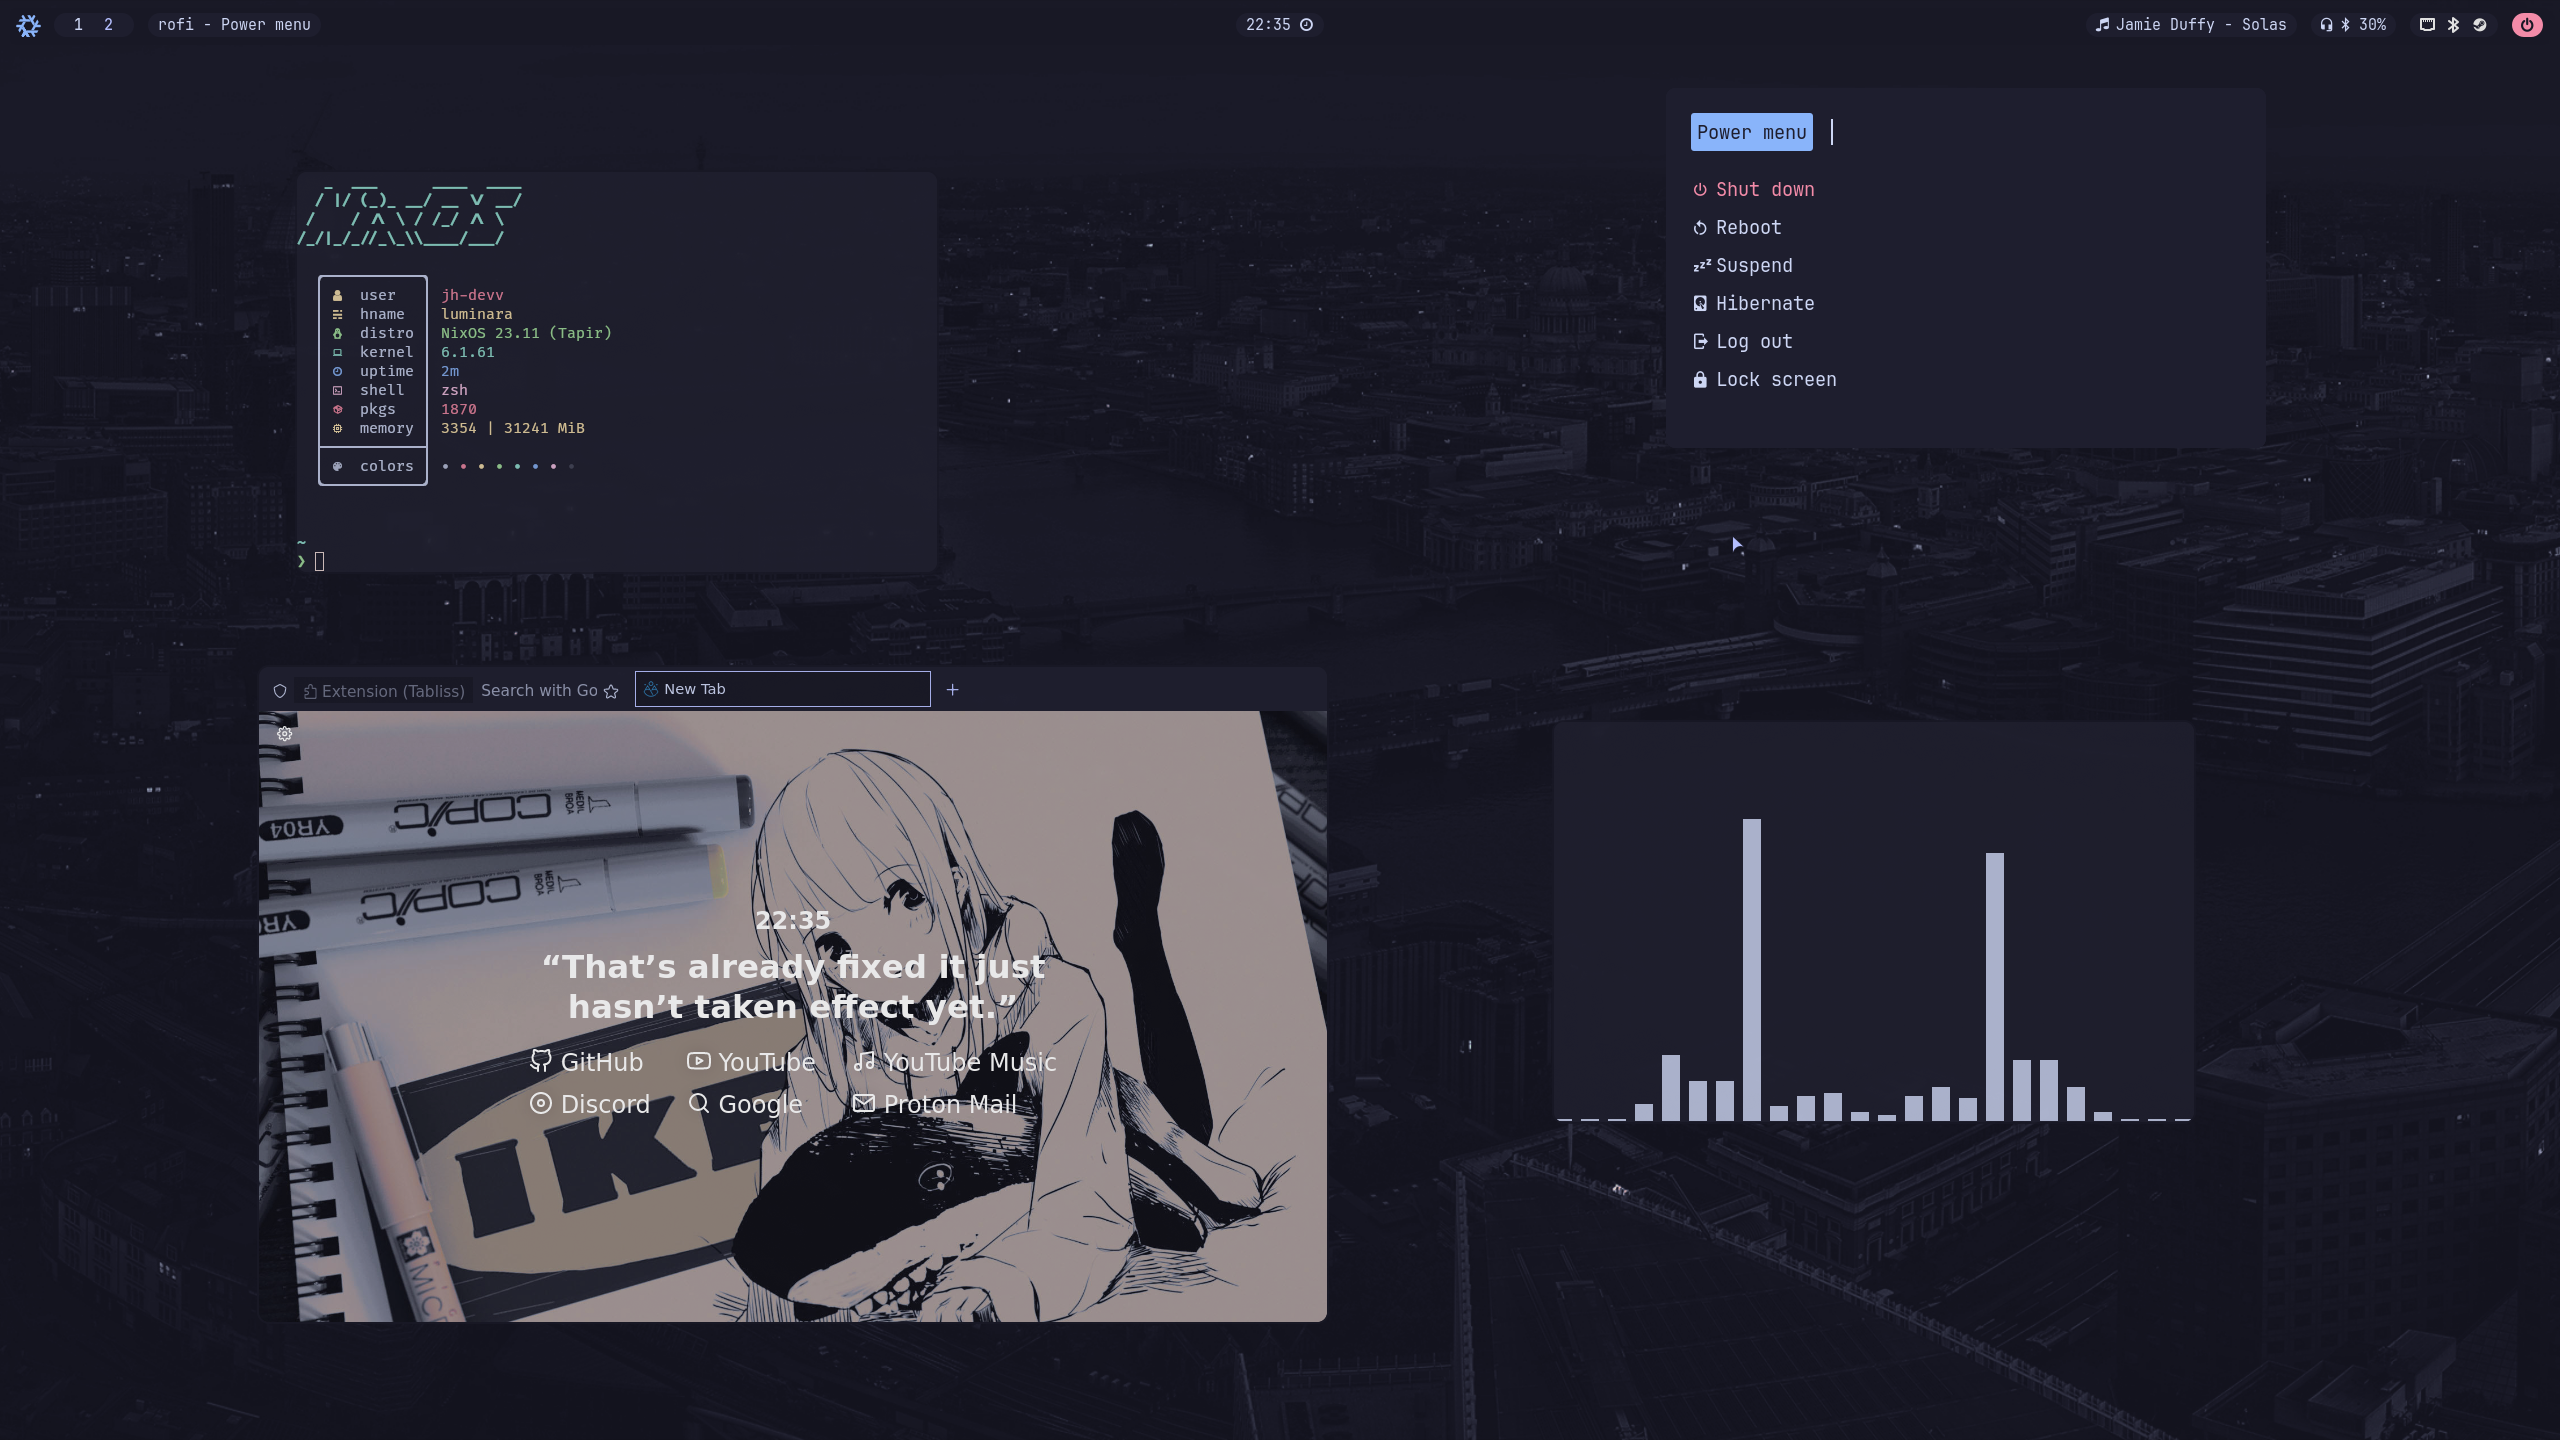 1 2
rofi - Power menu
22:35
Jamie Duffy - Solas
30%
Power menu
Shut down
Reboot
Suspend
Hibernate
Log out
Lock screen
user jh-devv
hname luminara
distro NixOS 23.11 (Tapir)
kernel 6.1.61
uptime 2m
shell zsh
pkgs 1870
memory 3354 | 31241 MiB
colors
~
❯
Extension (Tabliss) Search with Go
New Tab
YR04 COPIC
YR COPIC
22:35
“That’s already fixed it just
hasn’t taken effect yet.”
GitHub YouTube YouTube Music
Discord Google Proton Mail
IKE